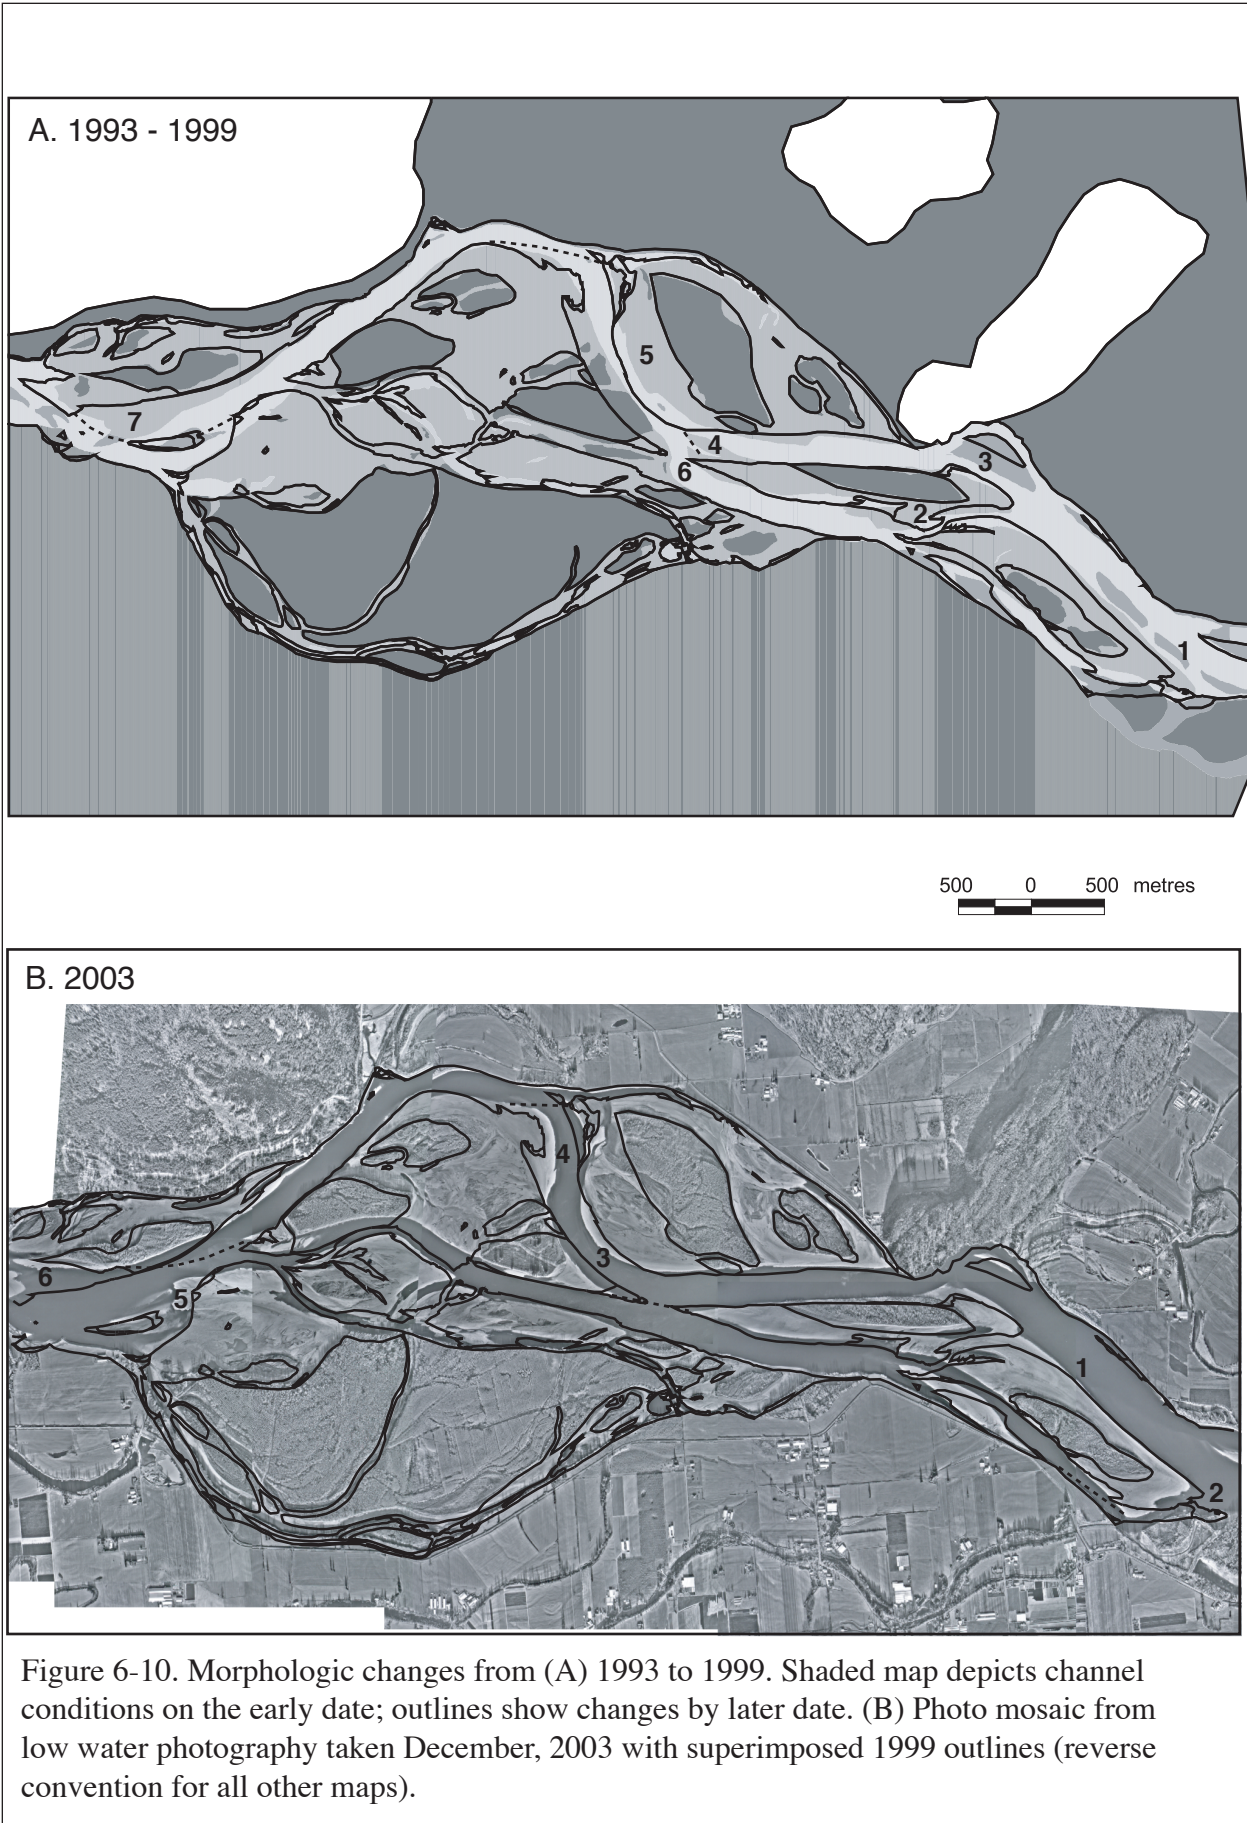 A. 1993 - 1999
5
7
4
6
3
2
1
500 0 500 metres
B. 2003
4
3
6
5
1
2
Figure 6-10. Morphologic changes from (A) 1993 to 1999. Shaded map depicts channel
conditions on the early date; outlines show changes by later date. (B) Photo mosaic from
low water photography taken December, 2003 with superimposed 1999 outlines (reverse
convention for all other maps).